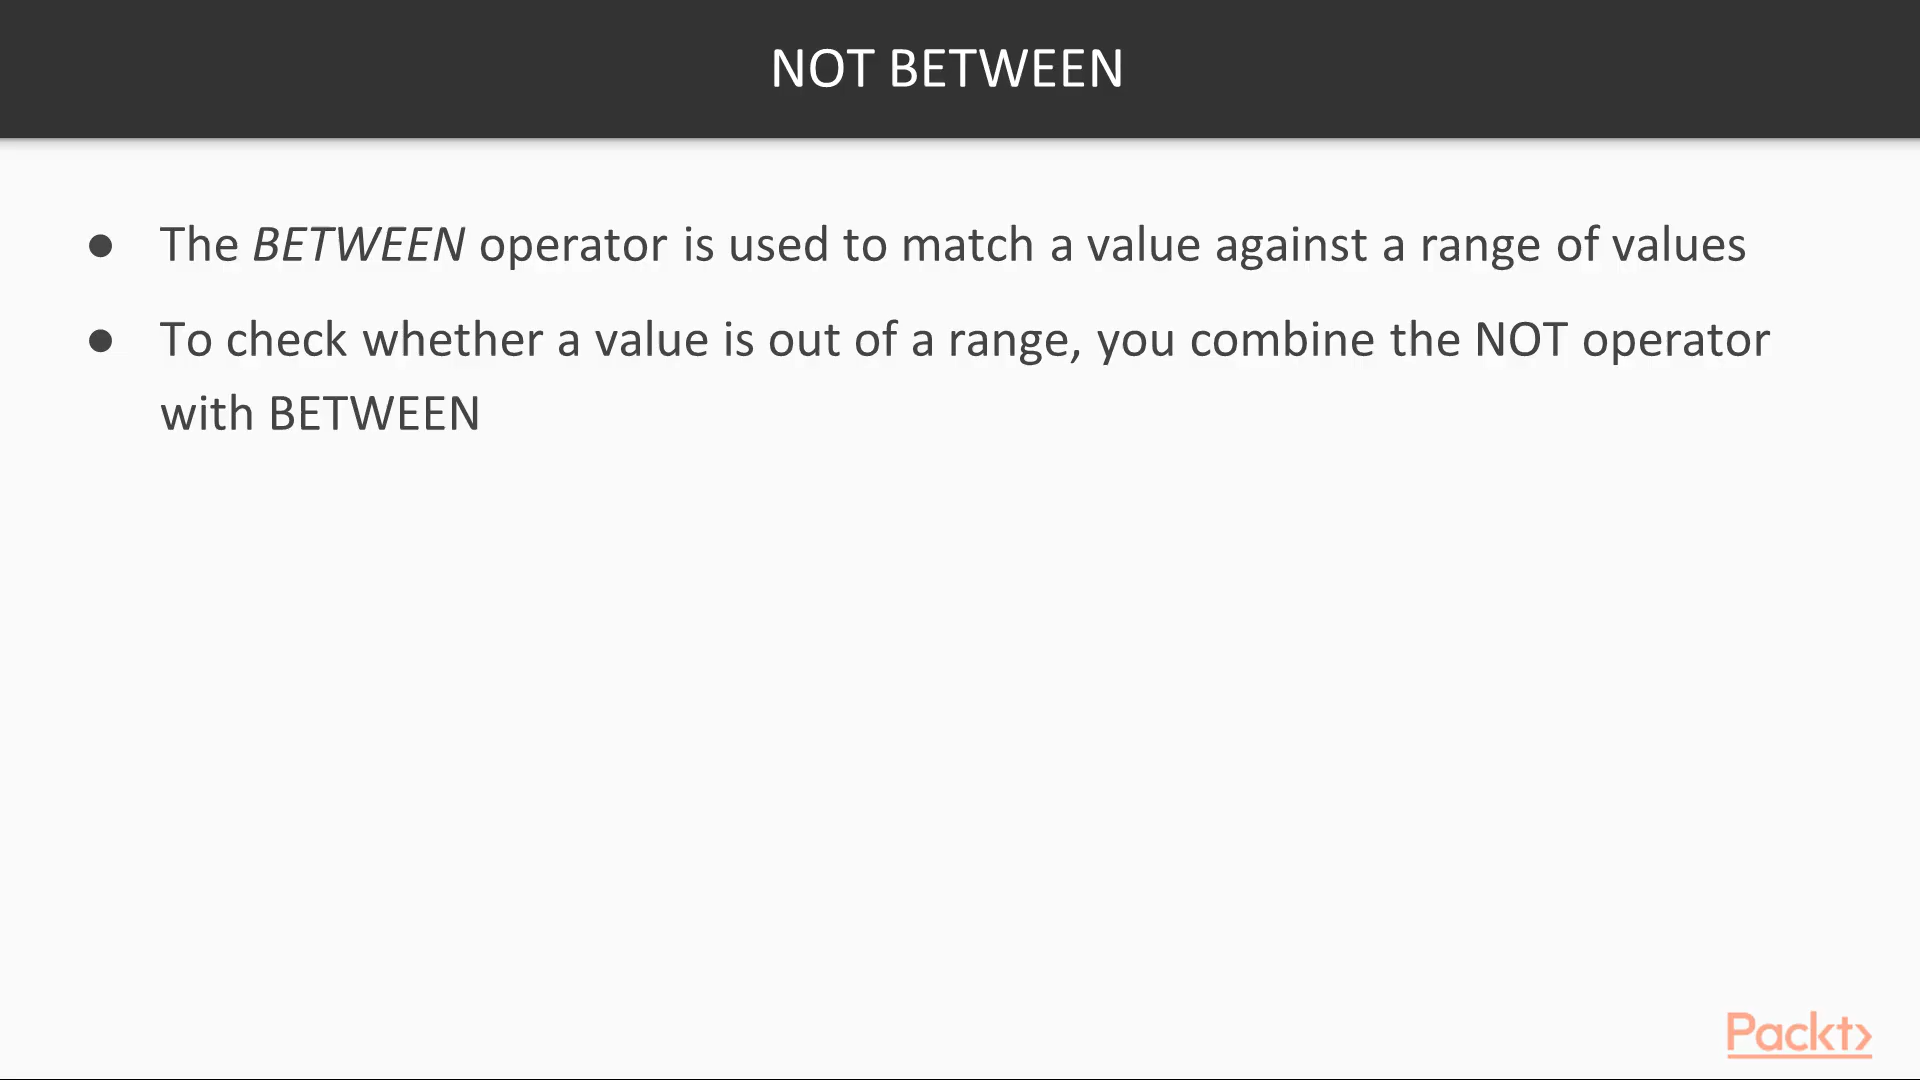 NOT BETWEEN
● The BETWEEN operator is used to match a value against a range of values
● To check whether a value is out of a range, you combine the NOT operator
with BETWEEN
Packt>